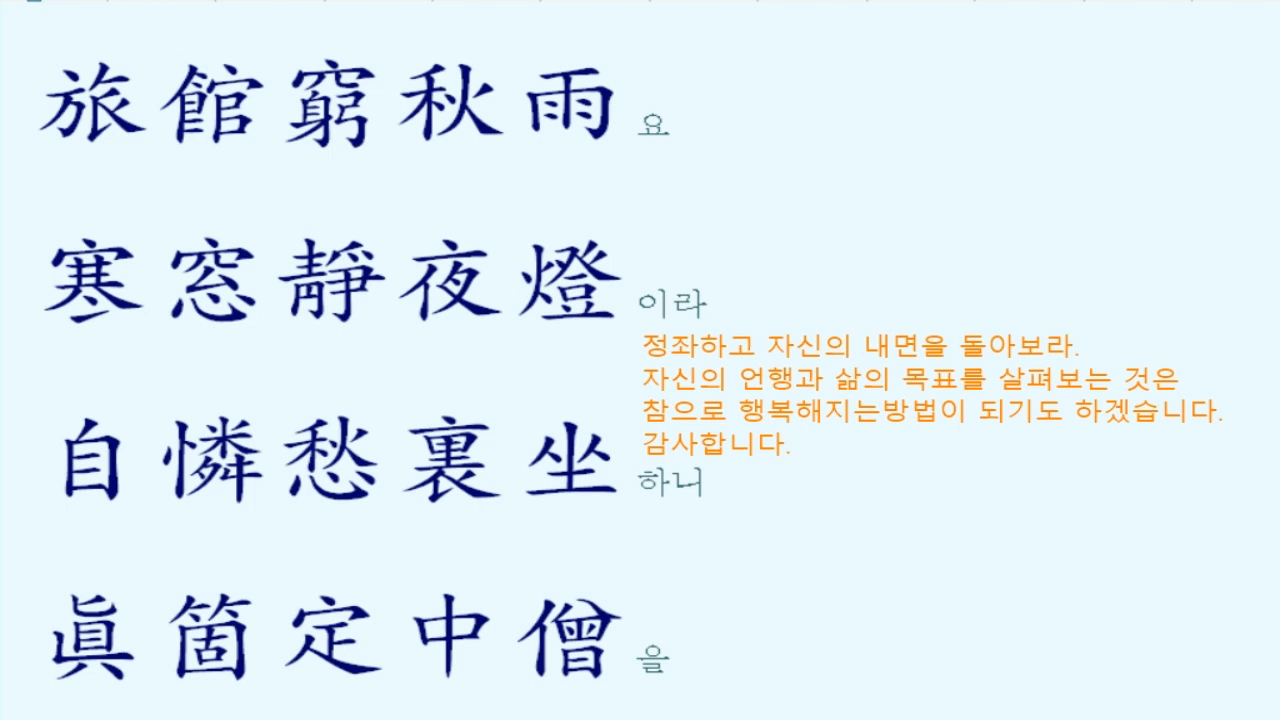 旅館窮秋雨요
寒窓靜夜燈이라
정좌하고 자신의 내면을 돌아보라.
자신의 언행과 삶의 목표를 살펴보는 것은
참으로 행복해지는방법이 되기도 하겠습니다.
감사합니다.
自憐愁裏坐하니
眞箇定中僧을